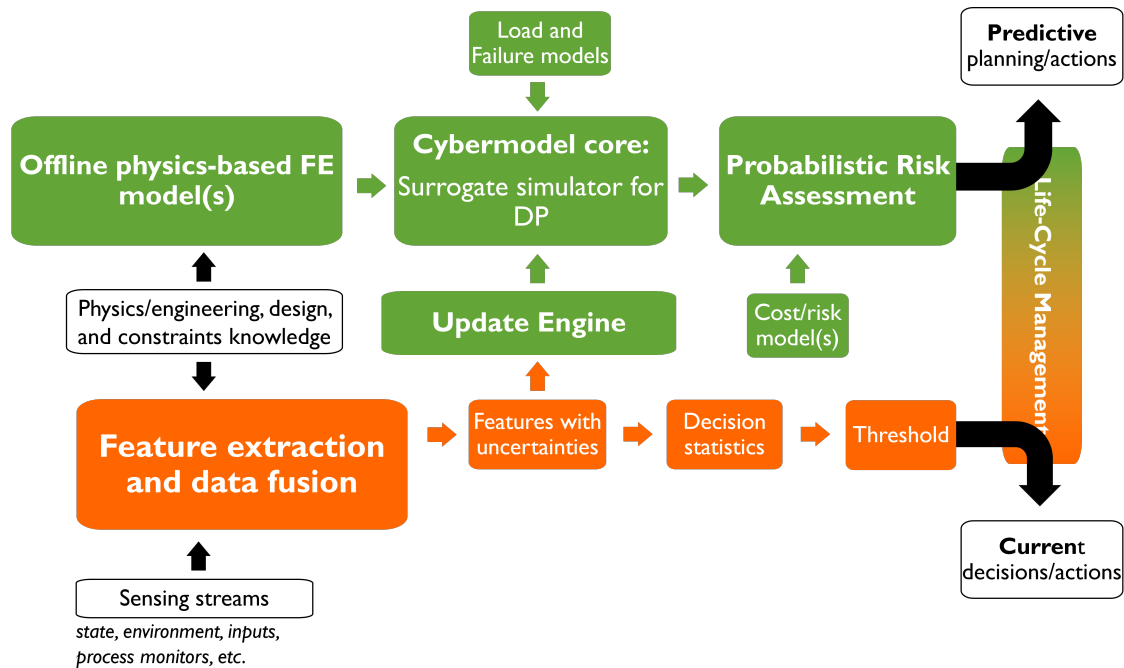 Load and
Failure models
Predictive
planning/actions
Offline physics-based FE
model(s)
Cybermodel core:
Surrogate simulator for
DP
Probabilistic Risk
Assessment
Life-Cycle Management
Physics/engineering, design,
and constraints knowledge
Update Engine
Cost/risk
model(s)
Feature extraction
and data fusion
Features with
uncertainties
Decision
statistics
Threshold
Current
decisions/actions
Sensing streams
state, environment, inputs,
process monitors, etc.